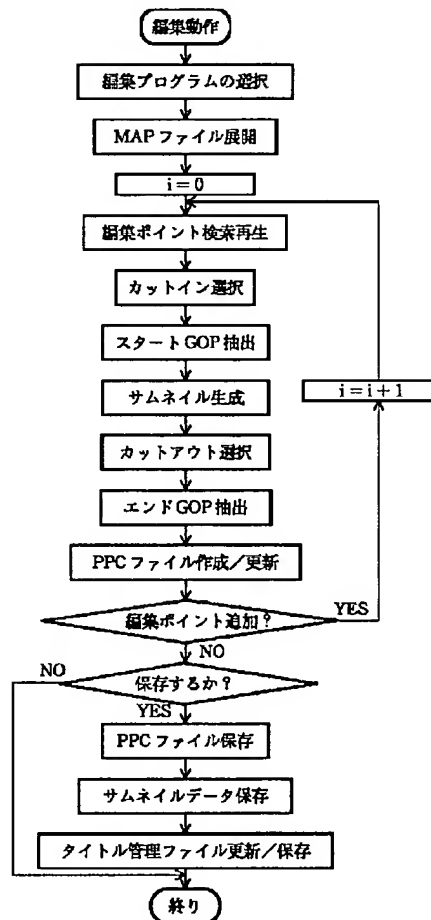 編集動作
編集プログラムの選択
MAPファイル展開
i=0
編集ポイント検索再生
カットイン選択
スタートGOP抽出
サムネイル生成
i=i+1
カットアウト選択
エンドGOP抽出
PPCファイル作成/更新
編集ポイント追加?
YES
NO
保存するか?
NO
YES
PPCファイル保存
サムネイルデータ保存
タイトル管理ファイル更新/保存
終り